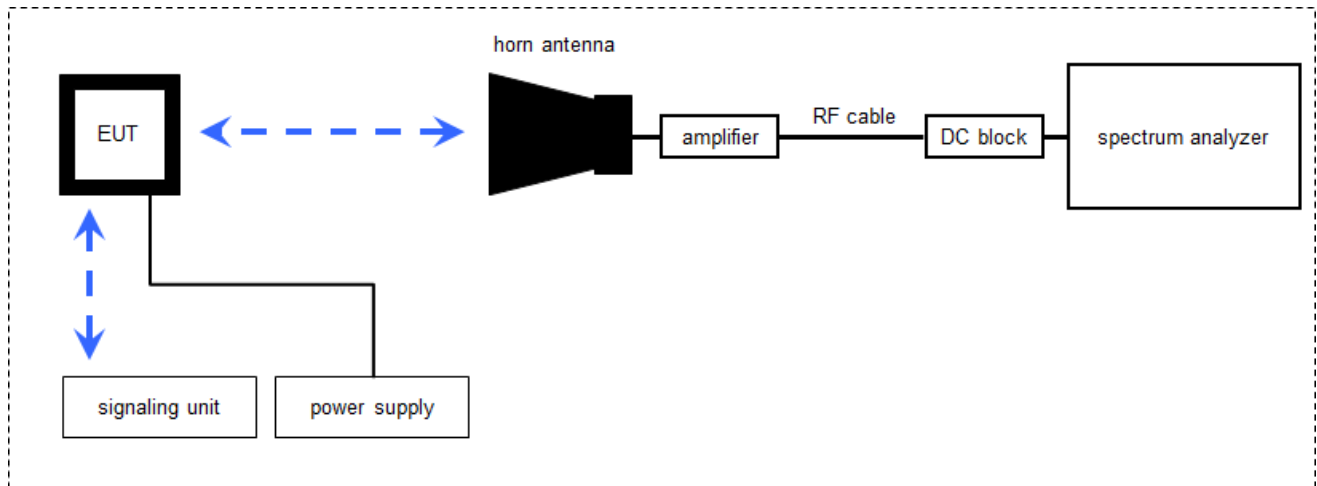 horn antenna
EUT
amplifier
RF cable
DC block
spectrum analyzer
signaling unit
power supply